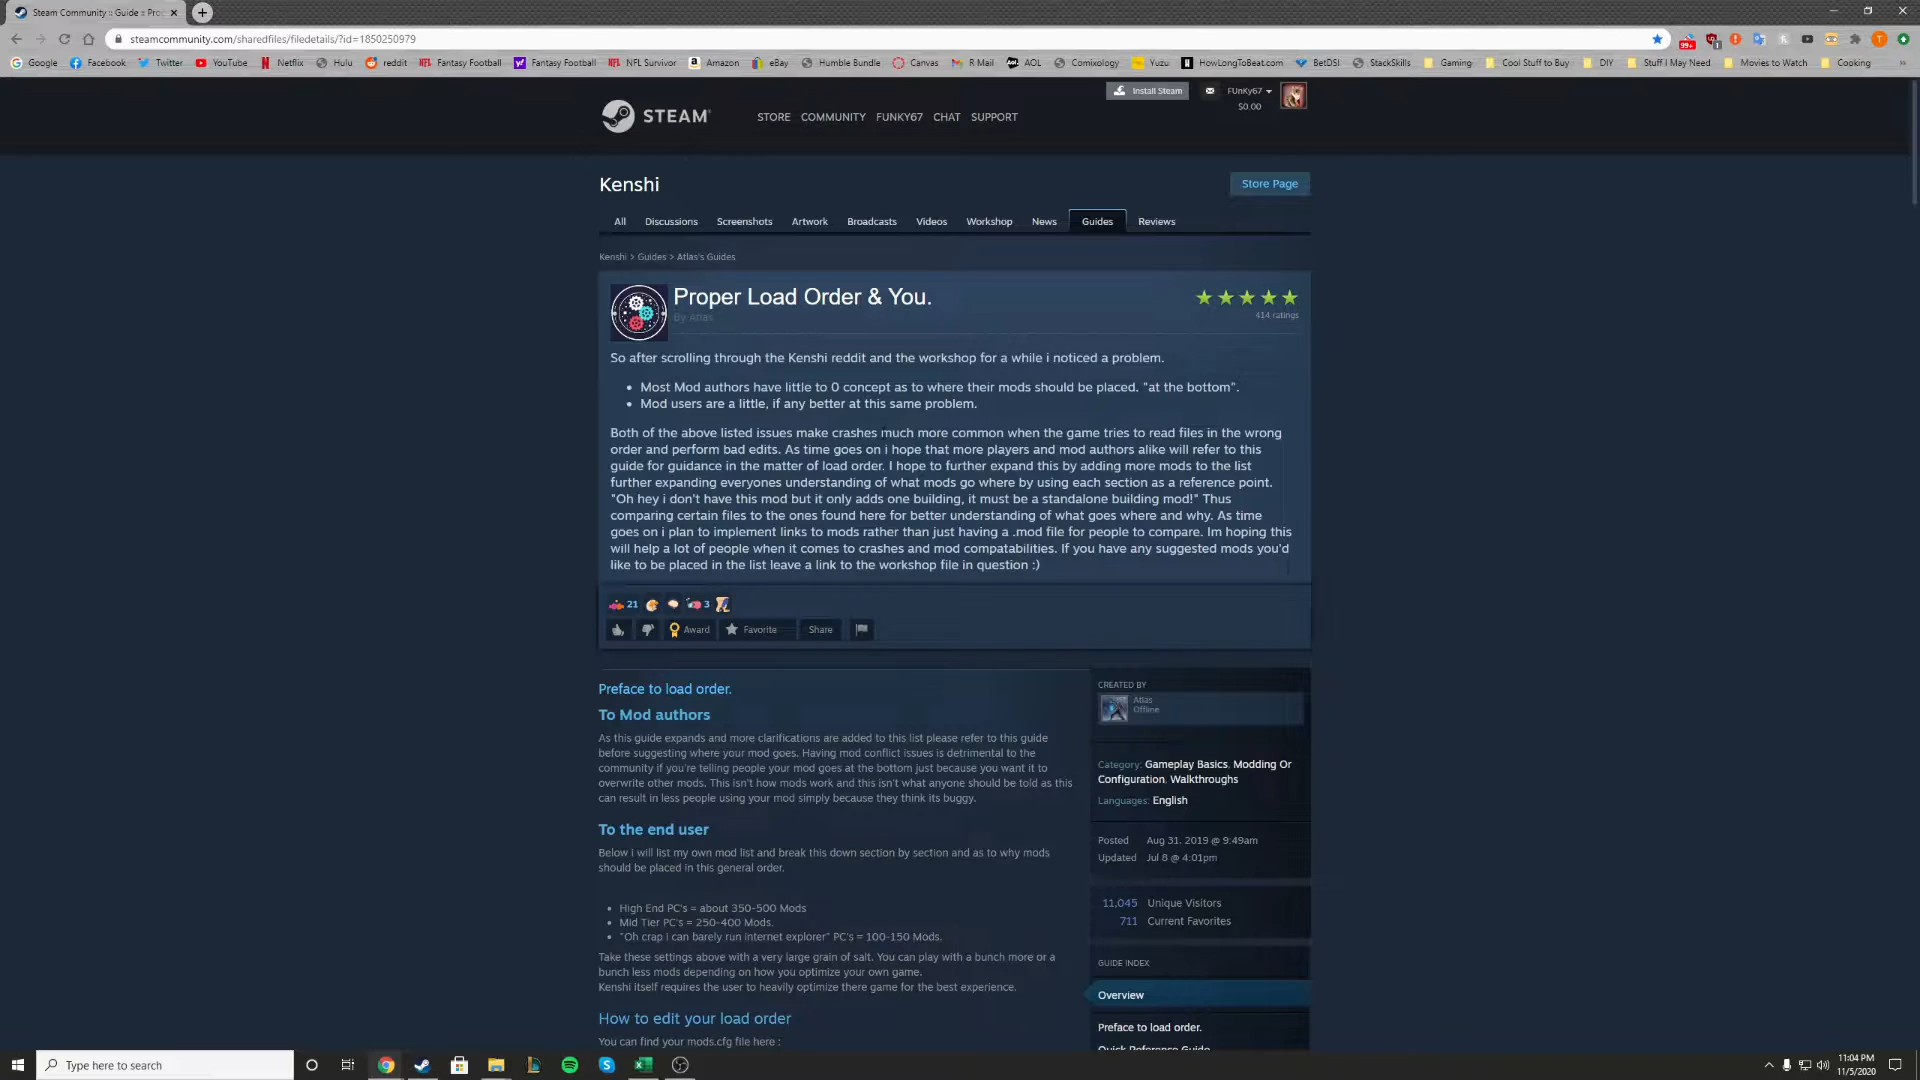 Steam Community :: Guide :: Proc
steamcommunity.com/sharedfiles/filedetails/?id=1850250979
99+
1
T
Google Facebook Twitter YouTube Netflix Hulu reddit Fantasy Football Fantasy Football NFL Survivor Amazon eBay Humble Bundle Canvas R Mail AOL Comixology Yuzu HowLongToBeat.com BetDSI StackSkills Gaming Cool Stuff to Buy DIY Stuff I May Need Movies to Watch Cooking »
Install Steam
FUnKy67
$0.00
STEAM
STORE COMMUNITY FUNKY67 CHAT SUPPORT
Kenshi
Store Page
All Discussions Screenshots Artwork Broadcasts Videos Workshop News Guides Reviews
Kenshi > Guides > Atlas's Guides
Proper Load Order & You.
By Atlas
414 ratings
So after scrolling through the Kenshi reddit and the workshop for a while i noticed a problem.
• Most Mod authors have little to 0 concept as to where their mods should be placed. "at the bottom".
• Mod users are a little, if any better at this same problem.
Both of the above listed issues make crashes much more common when the game tries to read files in the wrong
order and perform bad edits. As time goes on i hope that more players and mod authors alike will refer to this
guide for guidance in the matter of load order. I hope to further expand this by adding more mods to the list
further expanding everyones understanding of what mods go where by using each section as a reference point.
"Oh hey i don't have this mod but it only adds one building, it must be a standalone building mod!" Thus
comparing certain files to the ones found here for better understanding of what goes where and why. As time
goes on i plan to implement links to mods rather than just having a .mod file for people to compare. Im hoping this
will help a lot of people when it comes to crashes and mod compatabilities. If you have any suggested mods you'd
like to be placed in the list leave a link to the workshop file in question :)
21
3
Award
Favorite
Share
Preface to load order.
To Mod authors
As this guide expands and more clarifications are added to this list please refer to this guide
before suggesting where your mod goes. Having mod conflict issues is detrimental to the
community if you're telling people your mod goes at the bottom just because you want it to
overwrite other mods. This isn't how mods work and this isn't what anyone should be told as this
can result in less people using your mod simply because they think its buggy.
To the end user
Below I will list my own mod list and break this down section by section and as to why mods
should be placed in this general order.
• High End PC's = about 350-500 Mods
• Mid Tier PC's = 250-400 Mods.
• "Oh crap I can barely run internet explorer" PC's = 100-150 Mods.
Take these settings above with a very large grain of salt. You can play with a bunch more or a
bunch less mods depending on how you optimize your own game.
Kenshi itself requires the user to heavily optimize there game for the best experience.
How to edit your load order
You can find your mods.cfg file here :
CREATED BY
Atlas
Offline
Category: Gameplay Basics, Modding Or
Configuration, Walkthroughs
Languages: English
Posted Aug 31, 2019 @ 9:49am
Updated Jul 8 @ 4:01pm
11,045 Unique Visitors
711 Current Favorites
GUIDE INDEX
Overview
Preface to load order.
Quick Reference Guide
Type here to search
11:04 PM
11/5/2020